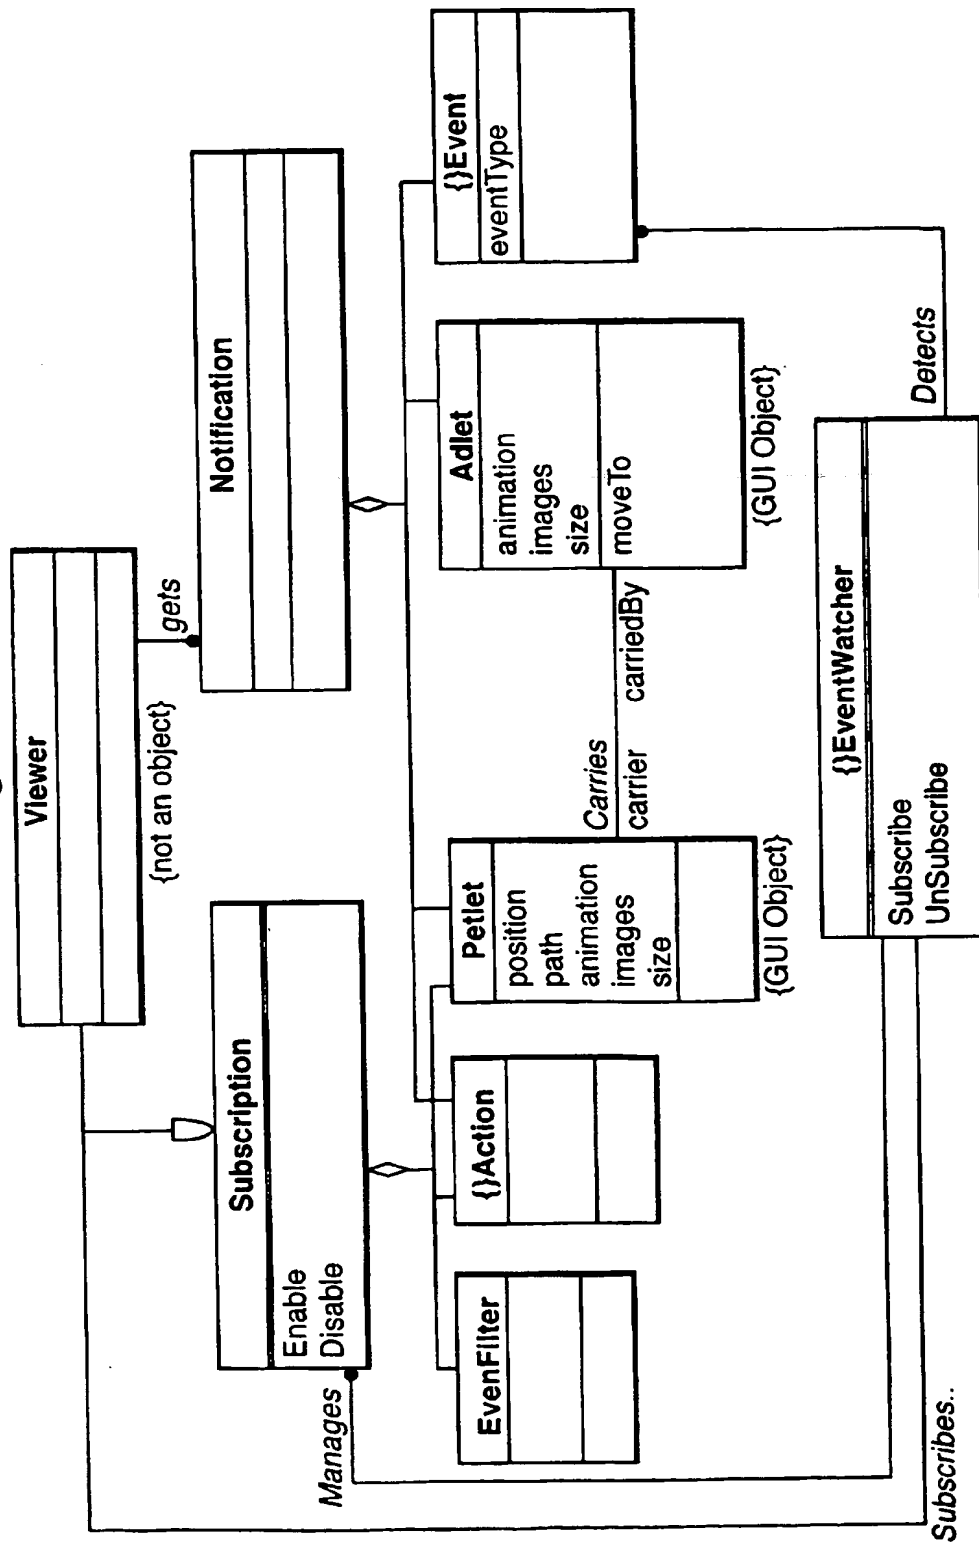 Viewer
{not an object}
gets
Notification
Subscription
Enable
Disable
Manages
EvenFilter
{}Action
Petlet
position
path
animation
images
size
{GUI Object}
Carries
carrier
carriedBy
Adlet
animation
images
size
moveTo
{GUI Object}
{}Event
eventType
Detects
{}EventWatcher
Subscribe
UnSubscribe
Subscribes..